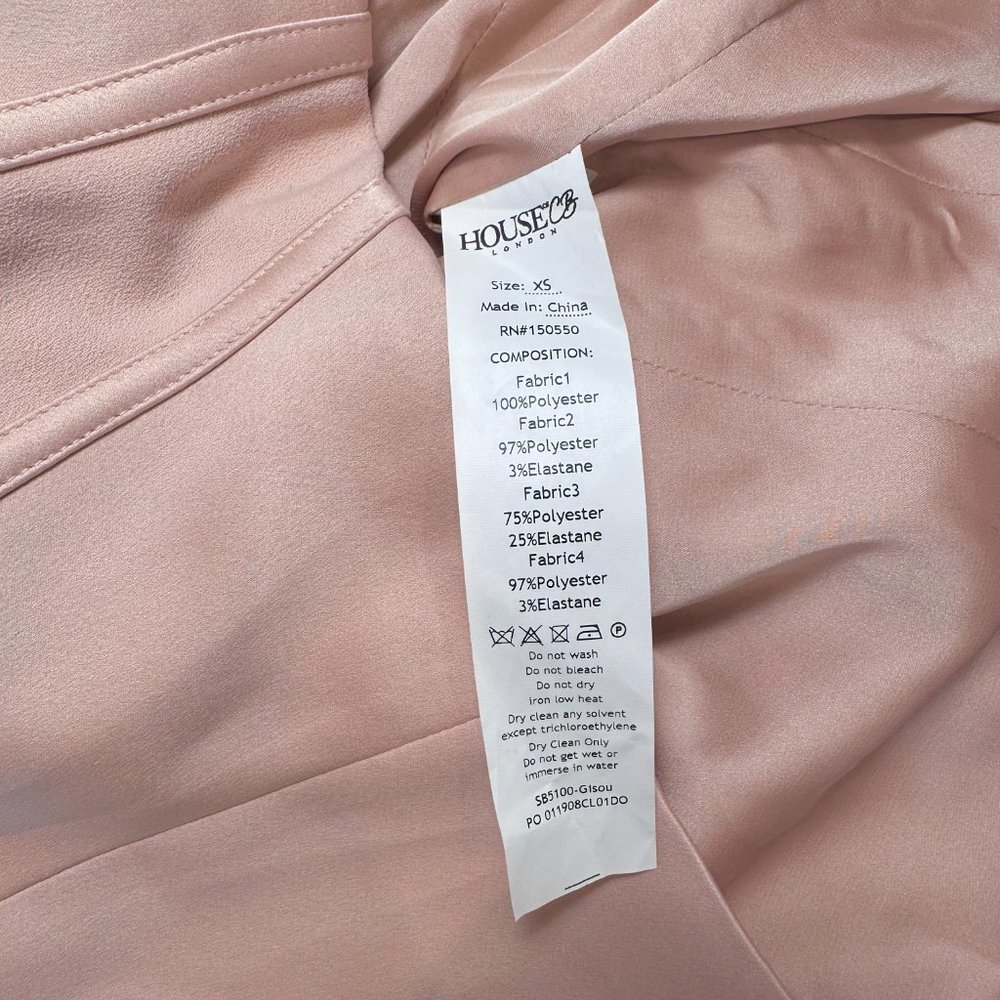 HOUSE OF CB
LONDON
Size: XS
Made In: China
RN#150550
COMPOSITION:
Fabric1
100%Polyester
Fabric2
97%Polyester
3%Elastane
Fabric3
75%Polyester
25%Elastane
Fabric4
97%Polyester
3%Elastane
P
Do not wash
Do not bleach
Do not dry
iron low heat
Dry clean any solvent
except trichloroethylene
Dry Clean Only
Do not get wet or
immerse in water
SB5100-Gisou
PO 011908CL01DO